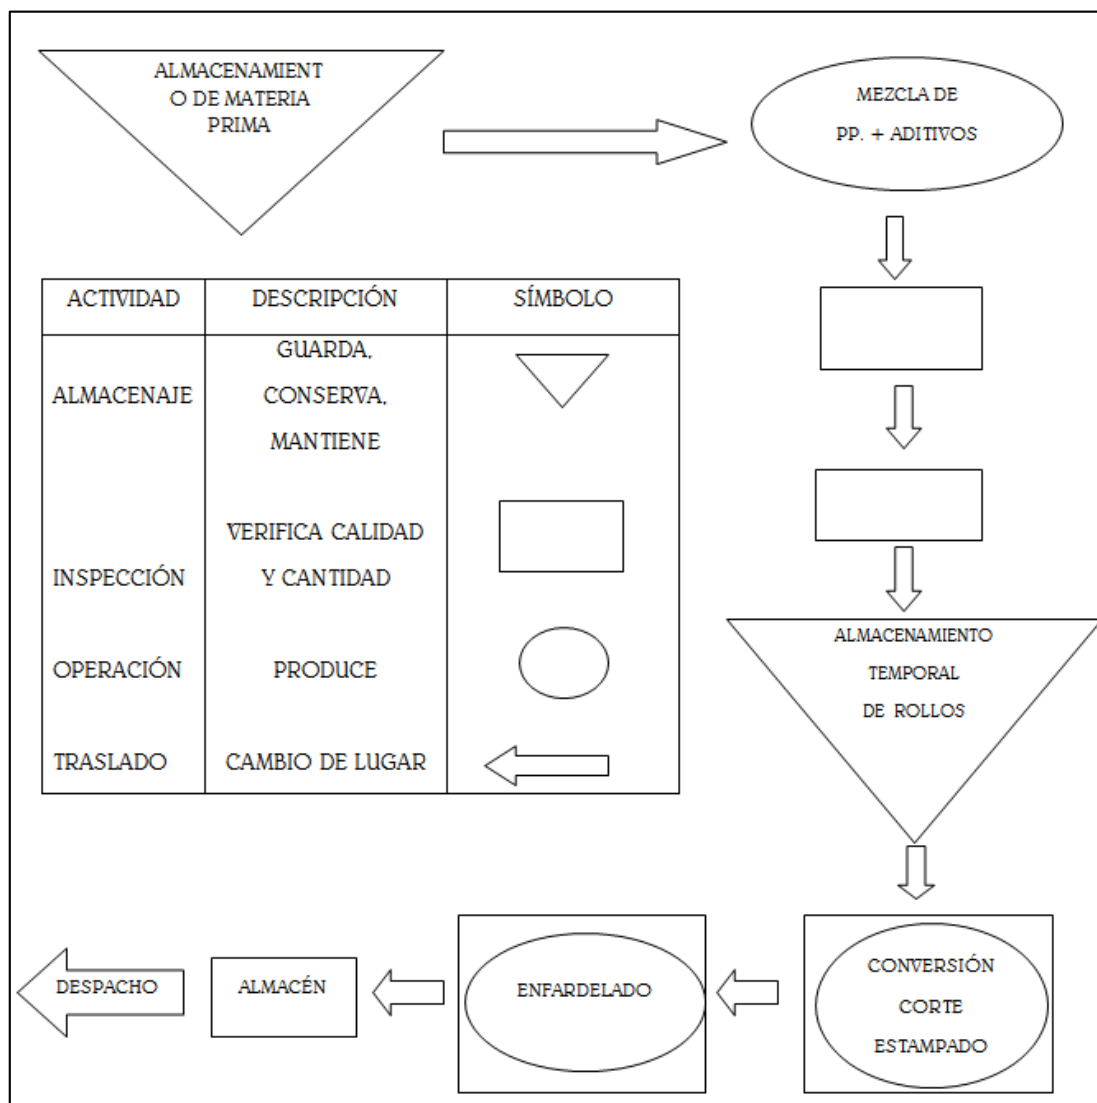 ALMACENAMIENT
O DE MATERIA
PRIMA
MEZCLA DE
PP. + ADITIVOS
ACTIVIDAD DESCRIPCIÓN SÍMBOLO
GUARDA,
ALMACENAJE CONSERVA,
MANTIENE
VERIFICA CALIDAD
INSPECCIÓN Y CANTIDAD
OPERACIÓN PRODUCE
TRASLADO CAMBIO DE LUGAR
ALMACENAMIENTO
TEMPORAL
DE ROLLOS
CONVERSIÓN
CORTE
ESTAMPADO
ENFARDELADO
ALMACÉN
DESPACHO